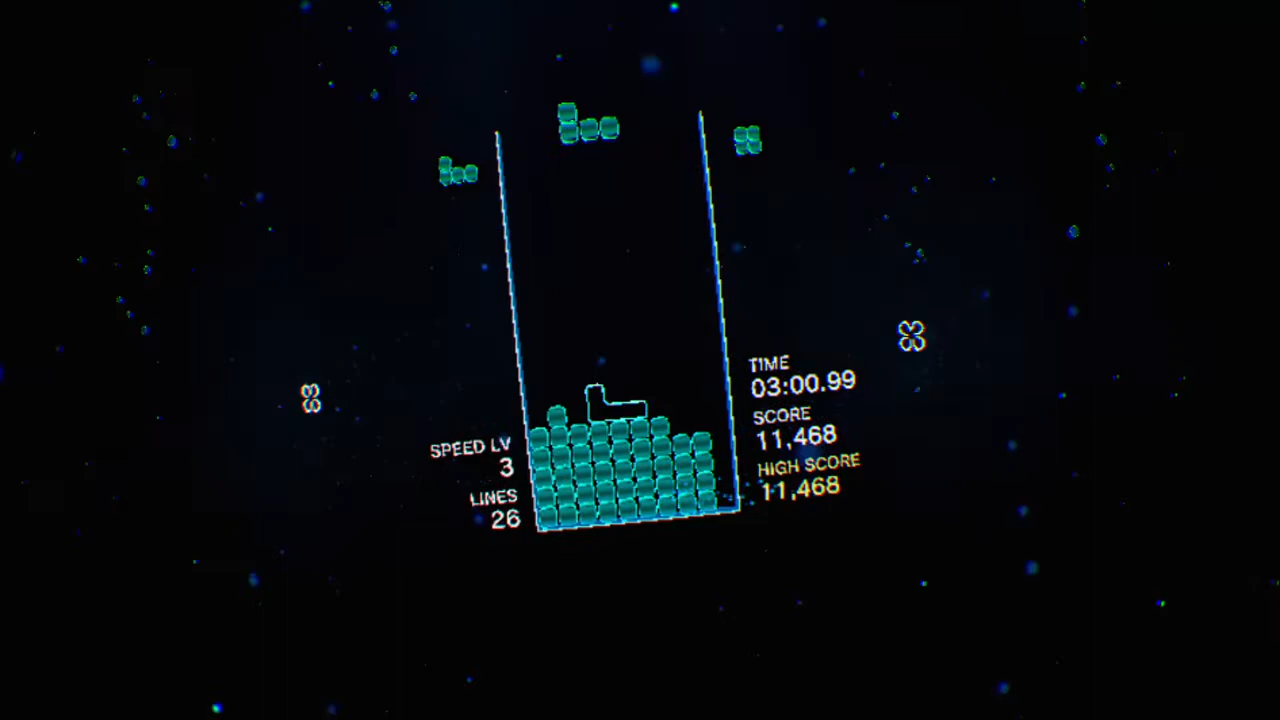 SPEED LV
3
LINES
26
TIME
03:00.99
SCORE
11,468
HIGH SCORE
11,468